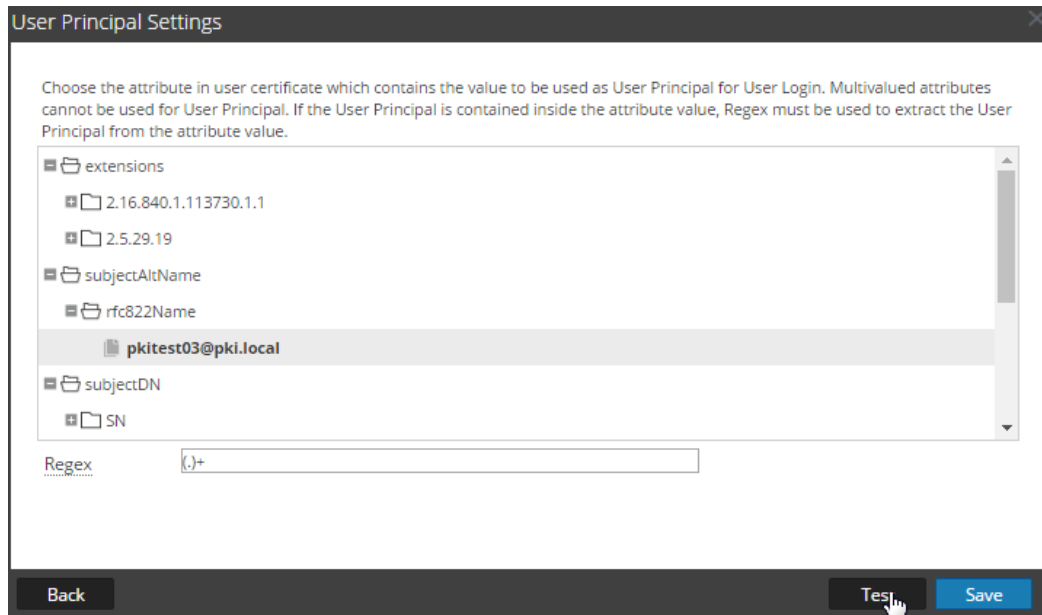 User Principal Settings
Choose the attribute in user certificate which contains the value to be used as User Principal for User Login. Multivalued attributes
cannot be used for User Principal. If the User Principal is contained inside the attribute value, Regex must be used to extract the User
Principal from the attribute value.
extensions
2.16.840.1.113730.1.1
2.5.29.19
subjectAltName
rfc822Name
pkitest03@pki.local
subjectDN
SN
Regex
(.)+
Back
Tes
Save